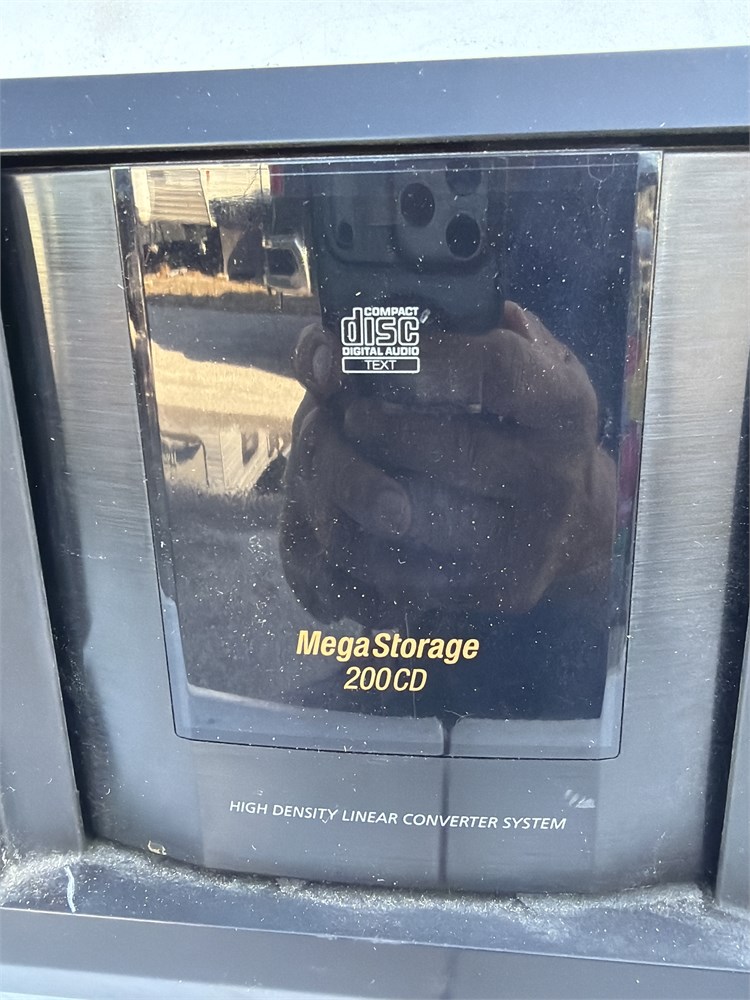 COMPACT
disc
DIGITAL AUDIO
TEXT
MegaStorage
200CD
HIGH DENSITY LINEAR CONVERTER SYSTEM